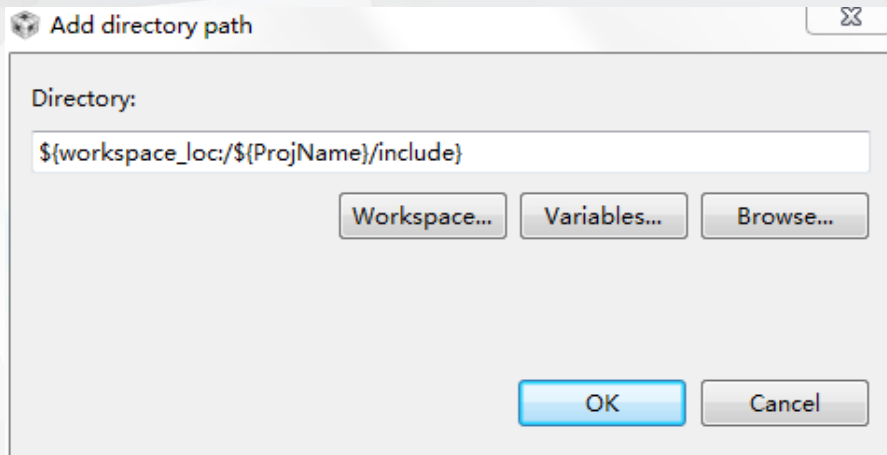 Add directory path
Directory:
${workspace_loc:/${ProjName}/include}
Workspace... Variables... Browse...
OK Cancel